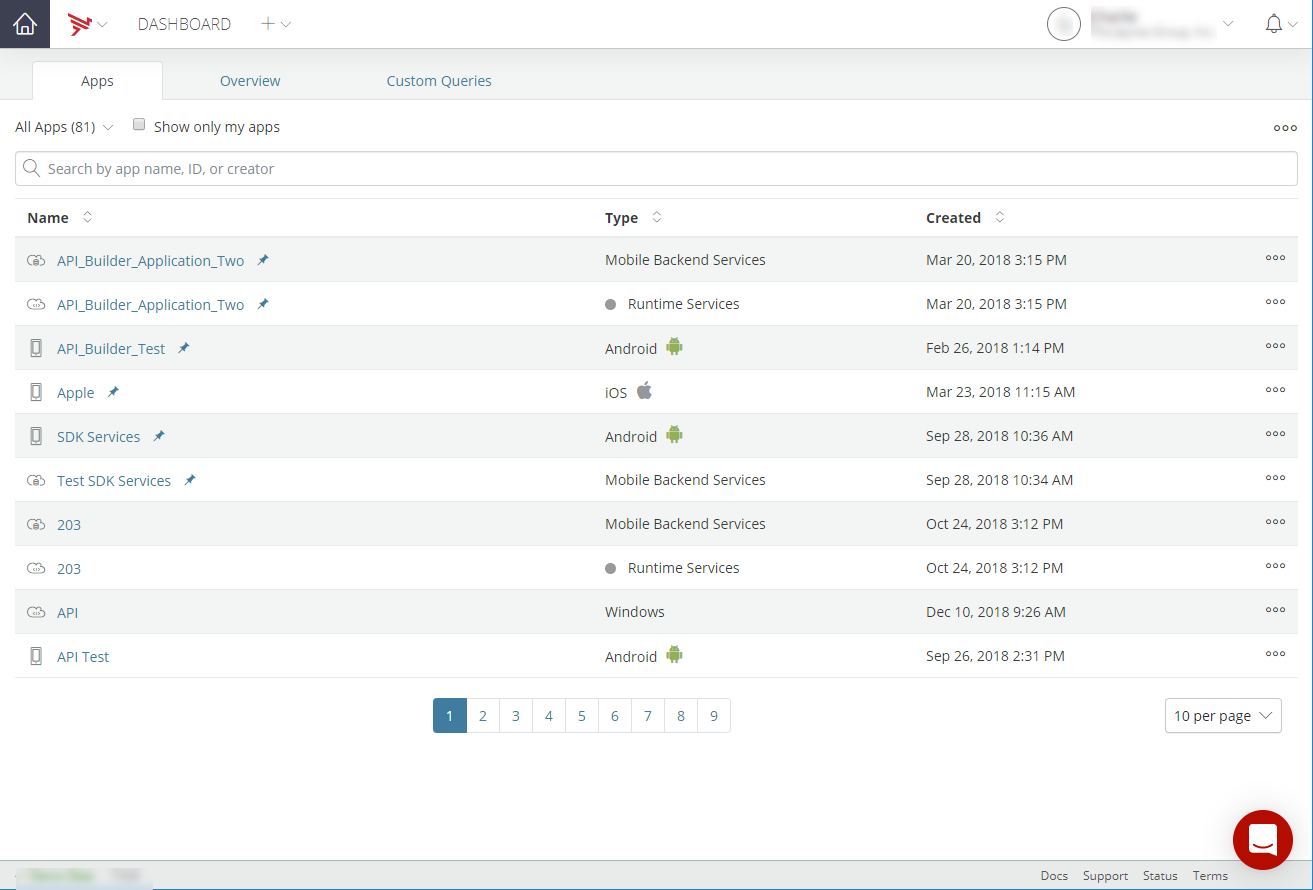 DASHBOARD
Apps Overview Custom Queries
All Apps (81) Show only my apps
Search by app name, ID, or creator
Name Type Created
API_Builder_Application_Two Mobile Backend Services Mar 20, 2018 3:15 PM
API_Builder_Application_Two Runtime Services Mar 20, 2018 3:15 PM
API_Builder_Test Android Feb 26, 2018 1:14 PM
Apple iOS Mar 23, 2018 11:15 AM
SDK Services Android Sep 28, 2018 10:36 AM
Test SDK Services Mobile Backend Services Sep 28, 2018 10:34 AM
203 Mobile Backend Services Oct 24, 2018 3:12 PM
203 Runtime Services Oct 24, 2018 3:12 PM
API Windows Dec 10, 2018 9:26 AM
API Test Android Sep 26, 2018 2:31 PM
1 2 3 4 5 6 7 8 9 10 per page
Docs Support Status Terms